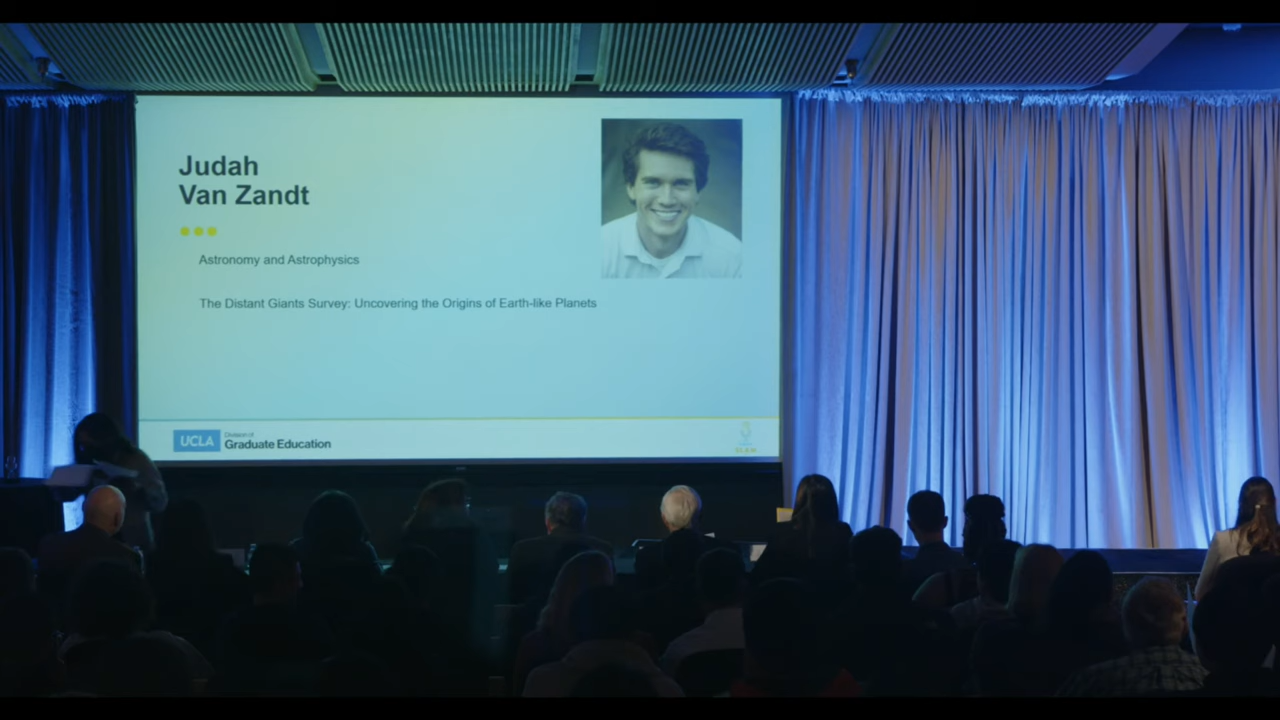 Judah
Van Zandt
Astronomy and Astrophysics
The Distant Giants Survey: Uncovering the Origins of Earth-like Planets
UCLA
Division of
Graduate Education
SLAM